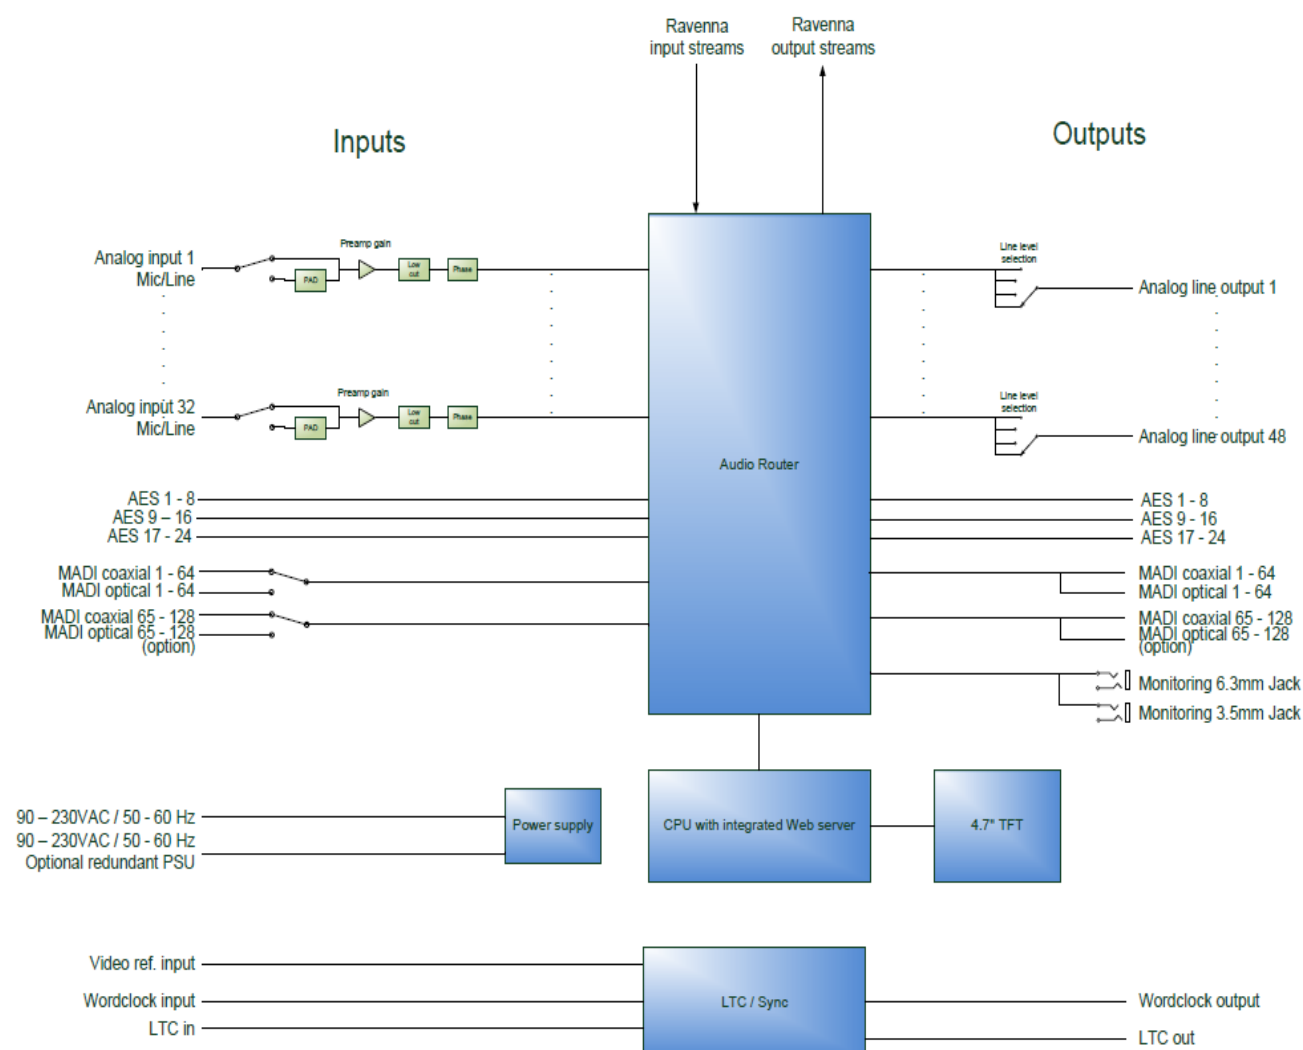 Ravenna
input streams
Ravenna
output streams
Inputs
Outputs
Analog input 1
Mic/Line
PAD
Preamp gain
Low
cut
Phase
Line level
selection
Analog line output 1
Analog input 32
Mic/Line
PAD
Preamp gain
Low
cut
Phase
Line level
selection
Analog line output 48
Audio Router
AES 1 - 8
AES 9 – 16
AES 17 - 24
AES 1 - 8
AES 9 - 16
AES 17 - 24
MADI coaxial 1 - 64
MADI optical 1 - 64
MADI coaxial 65 - 128
MADI optical 65 - 128
(option)
MADI coaxial 1 - 64
MADI optical 1 - 64
MADI coaxial 65 - 128
MADI optical 65 - 128
(option)
Monitoring 6.3mm Jack
Monitoring 3.5mm Jack
90 – 230VAC / 50 - 60 Hz
90 – 230VAC / 50 - 60 Hz
Optional redundant PSU
Power supply
CPU with integrated Web server
4.7" TFT
Video ref. input
Wordclock input
LTC in
LTC / Sync
Wordclock output
LTC out